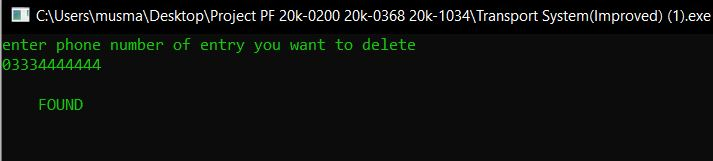 C:\Users\musma\Desktop\Project PF 20k-0200 20k-0368 20k-1034\Transport System(Improved) (1).exe
enter phone number of entry you want to delete
03334444444
FOUND